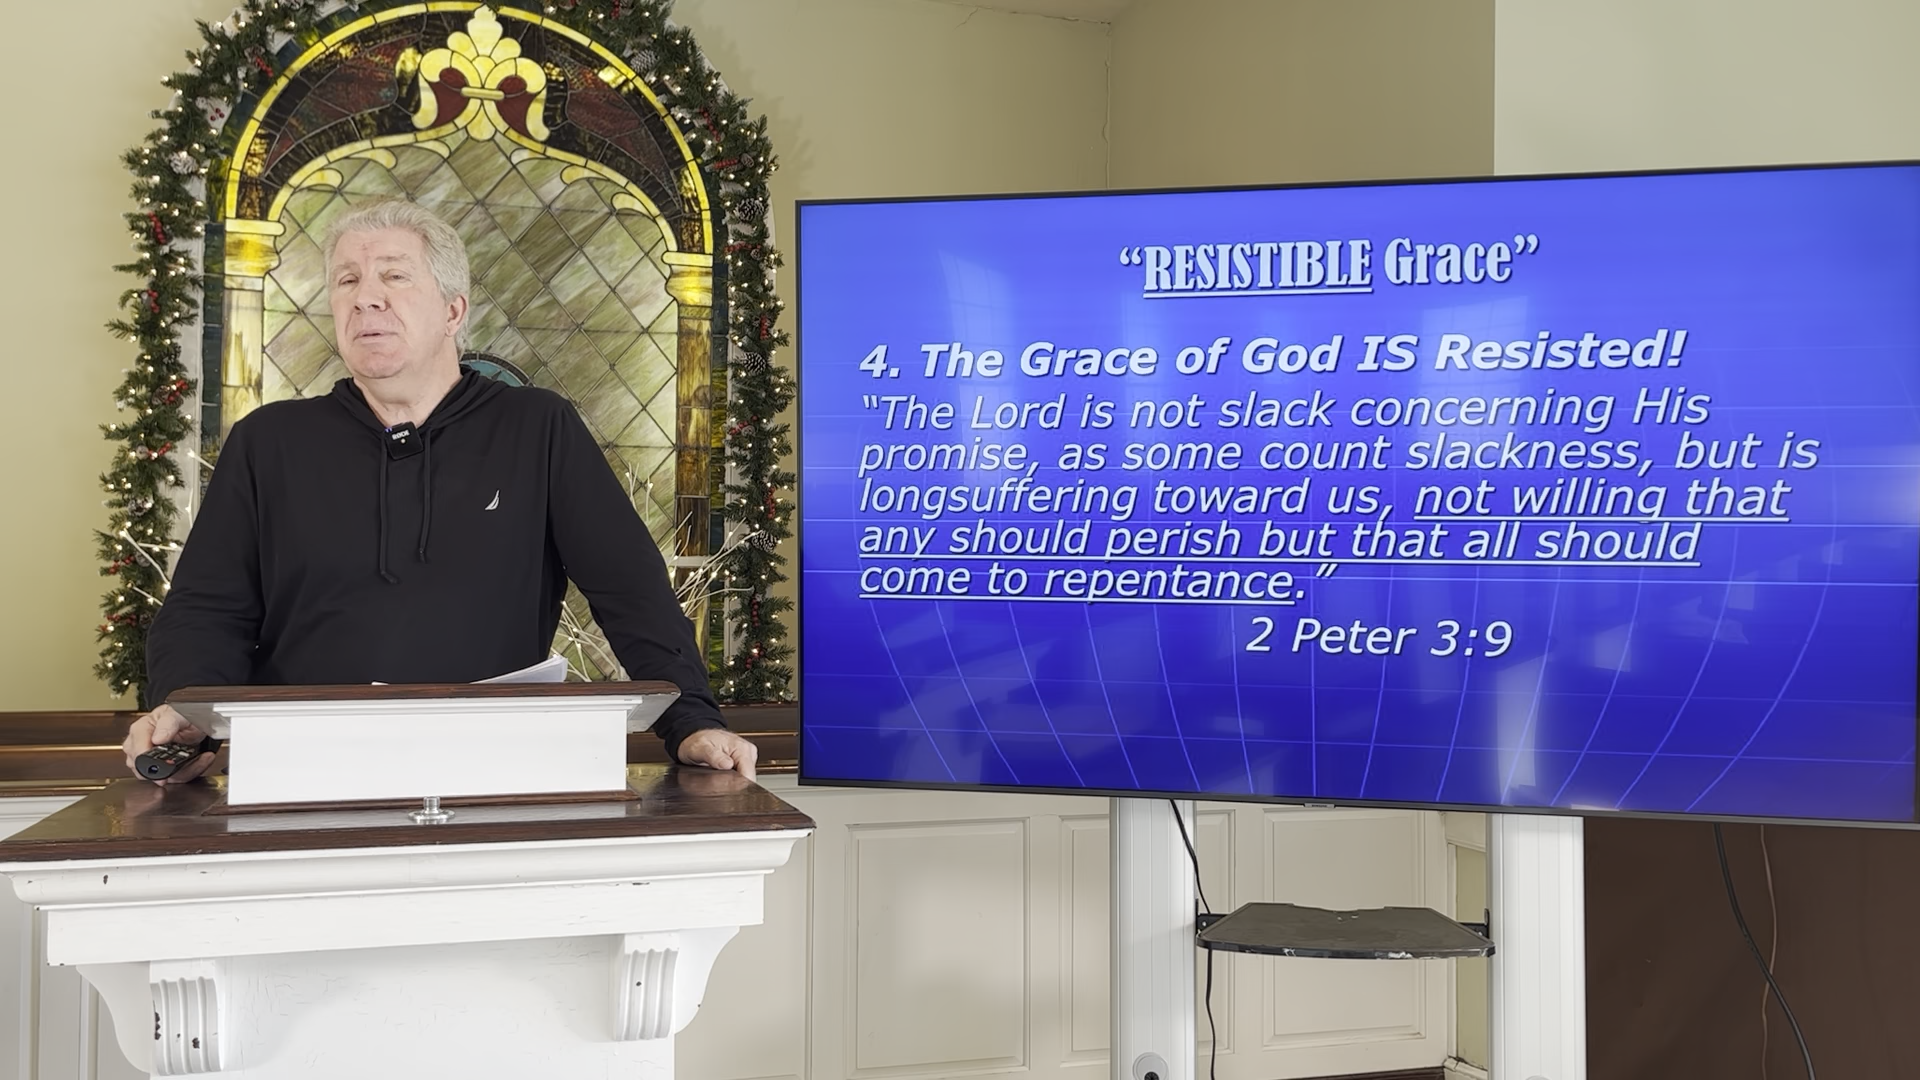 “RESISTIBLE Grace”
4. The Grace of God IS Resisted!
“The Lord is not slack concerning His
promise, as some count slackness, but is
longsuffering toward us, not willing that
any should perish but that all should
come to repentance.”
2 Peter 3:9
RODE